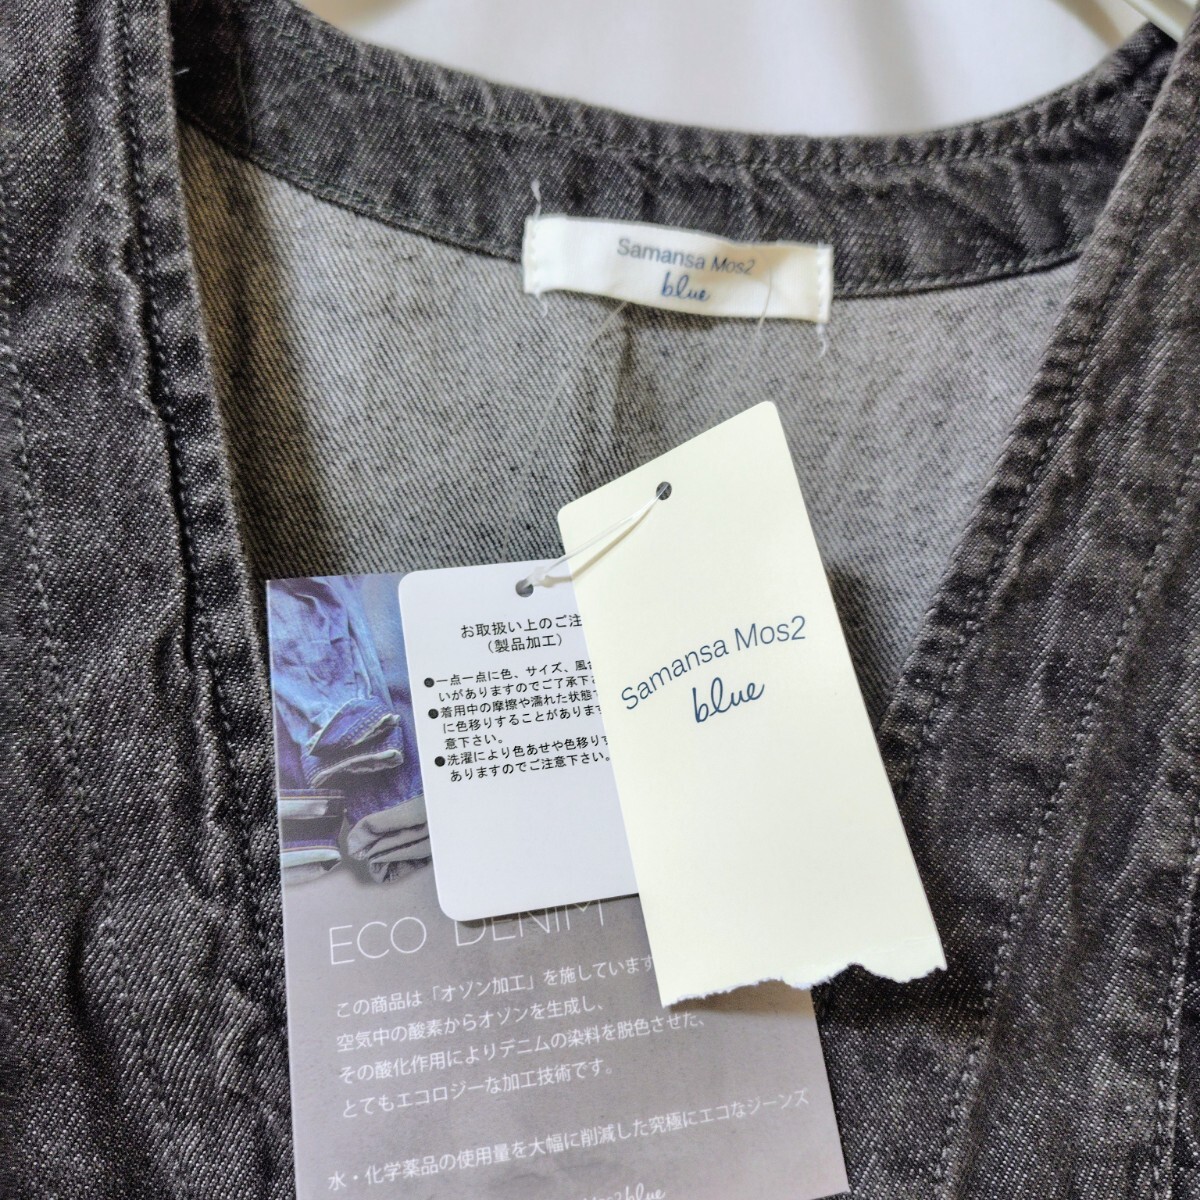 Samansa Mos2
blue
Samansa Mos2
blue
お取扱い上のご注
(製品加工)
●一点一点に色、サイズ、風合
いがありますのでご了承下さ
●着用中の摩擦や濡れた状態で
に色移りすることがあります
意下さい。
●洗濯により色あせや色移りす
ありますのでご注意下さい。
ECO DENIM
この商品は「オゾン加工」を施しています
空気中の酸素からオゾンを生成し、
その酸化作用によりデニムの染料を脱色させた、
とてもエコロジーな加工技術です。
水・化学薬品の使用量を大幅に削減した究極にエコなジーンズ
Mos2 blue